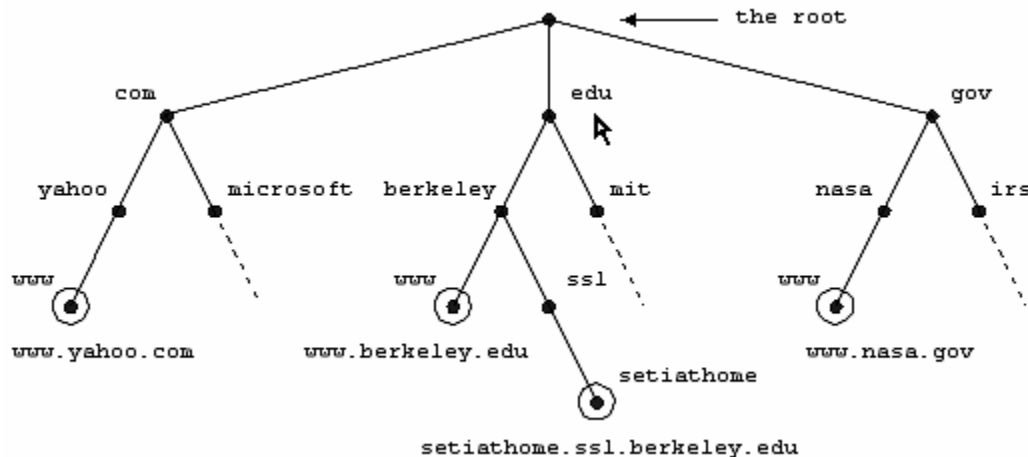 the root
com
edu
gov
yahoo
microsoft
berkeley
mit
nasa
irs
www
www
ssl
www
www.yahoo.com
www.berkeley.edu
www.nasa.gov
setiathome
setiathome.ssl.berkeley.edu